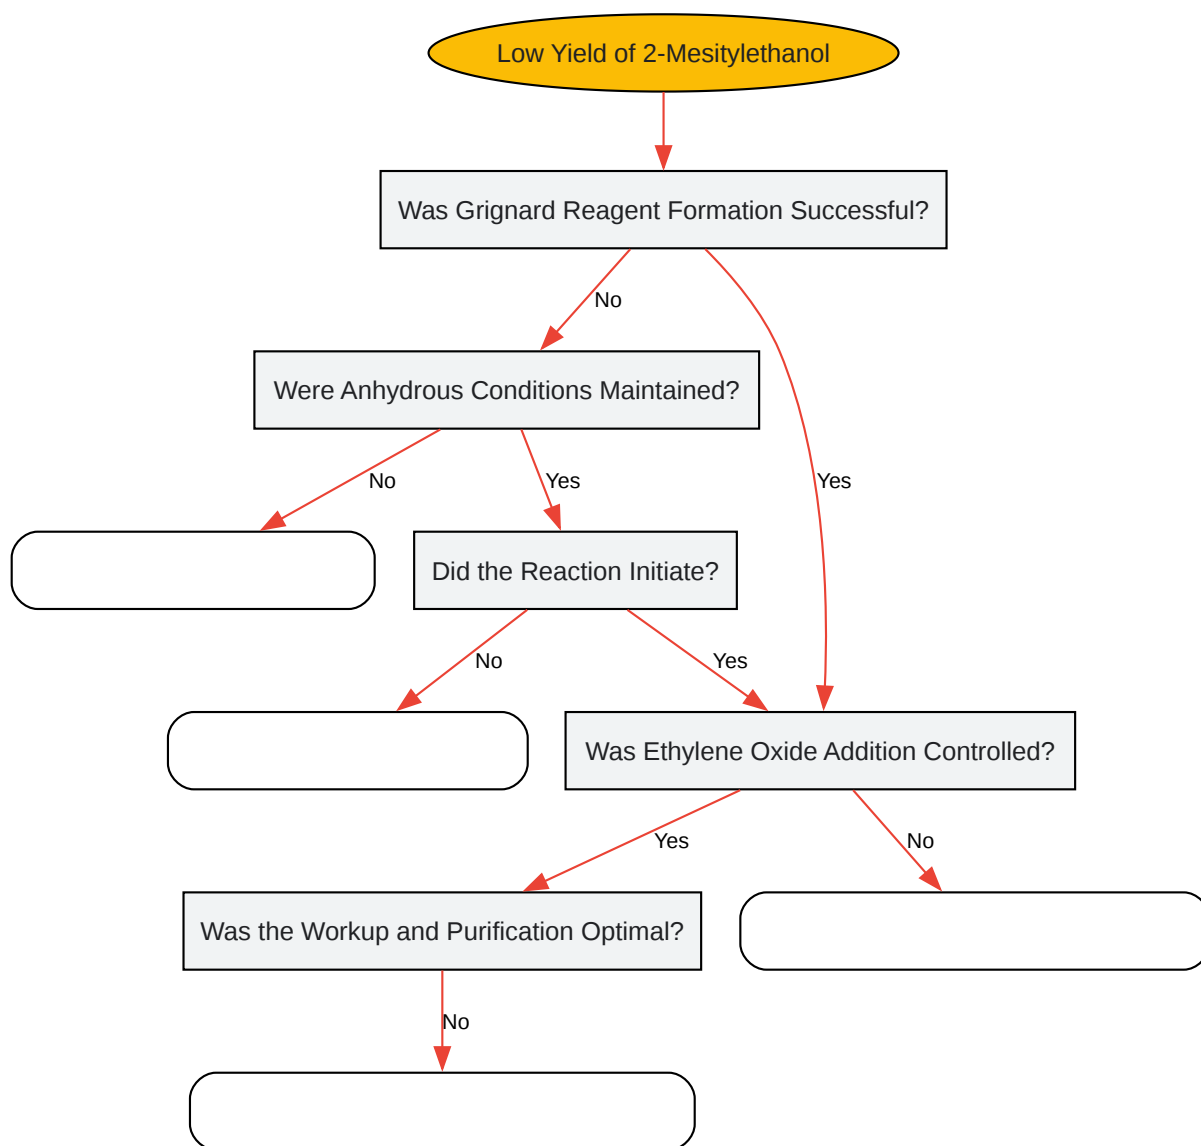 Low Yield of 2-Mesitylethanol
Was Grignard Reagent Formation Successful?
No
Were Anhydrous Conditions Maintained?
Yes
No
Yes
Did the Reaction Initiate?
No
Yes
Was Ethylene Oxide Addition Controlled?
Yes
No
Was the Workup and Purification Optimal?
No